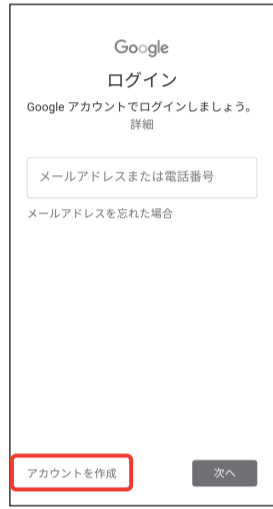 Google
ログイン
Google アカウントでログインしましょう。
詳細
メールアドレスまたは電話番号
メールアドレスを忘れた場合
アカウントを作成
次へ